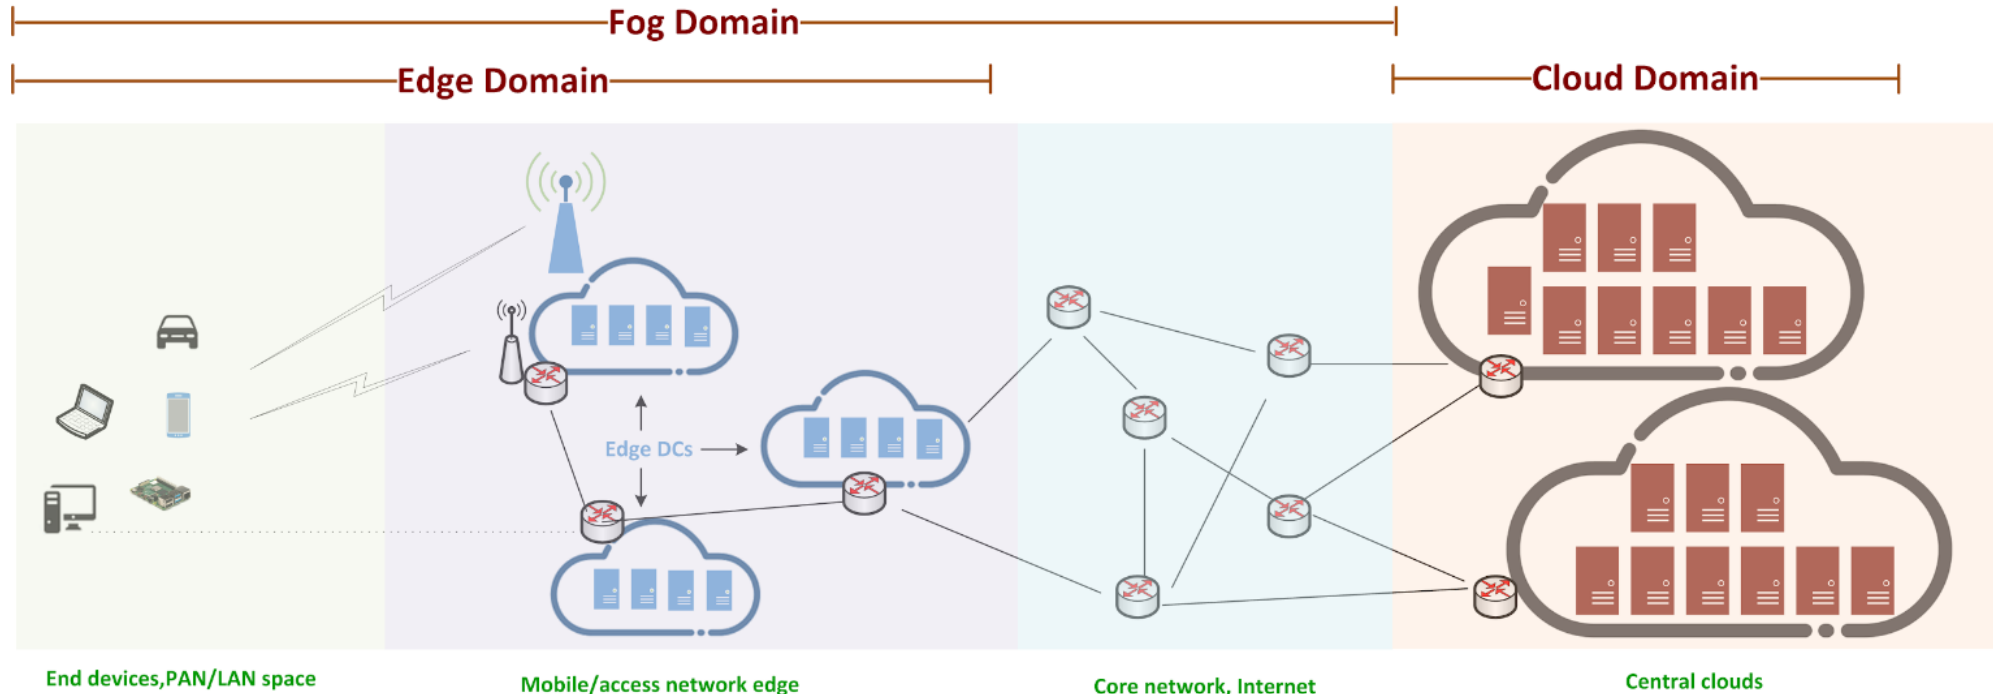 Fog Domain
Edge Domain
Cloud Domain
Edge DCs
End devices,PAN/LAN space
Mobile/access network edge
Core network, Internet
Central clouds